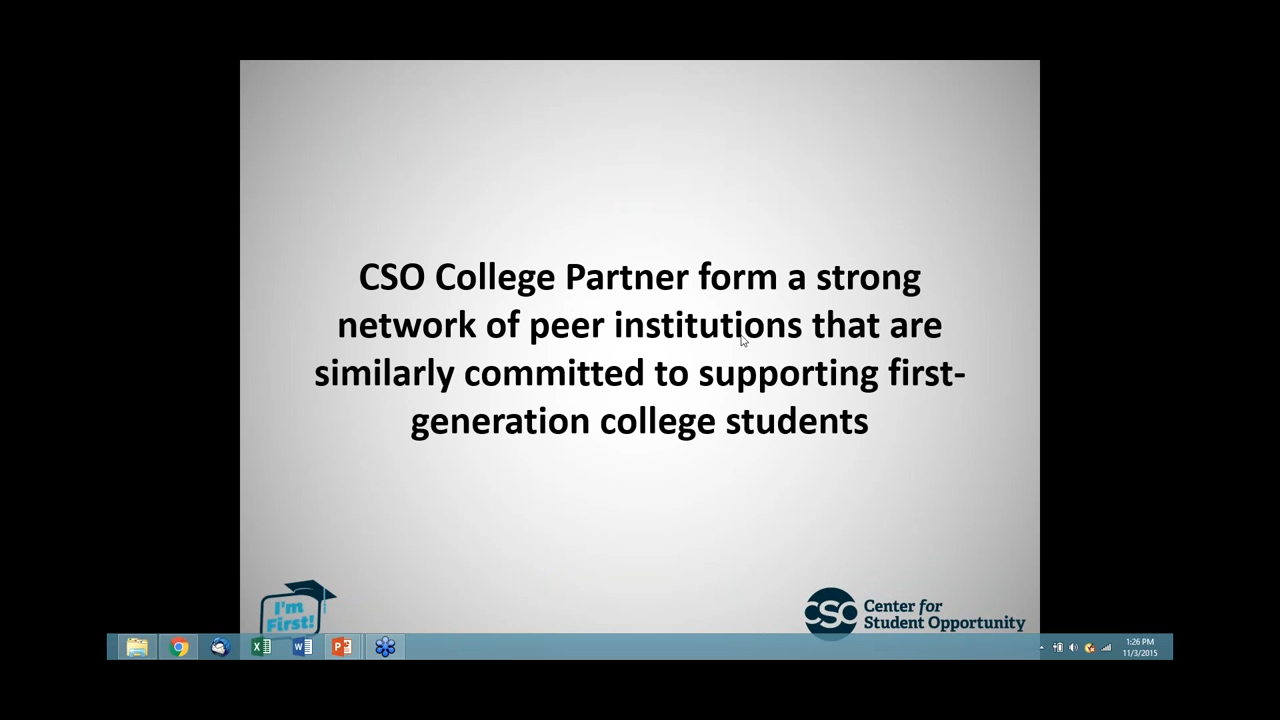 CSO College Partner form a strong
network of peer institutions that are
similarly committed to supporting first-
generation college students
I'm
First!
CSO
Center for
Student Opportunity
1:26 PM
11/3/2015